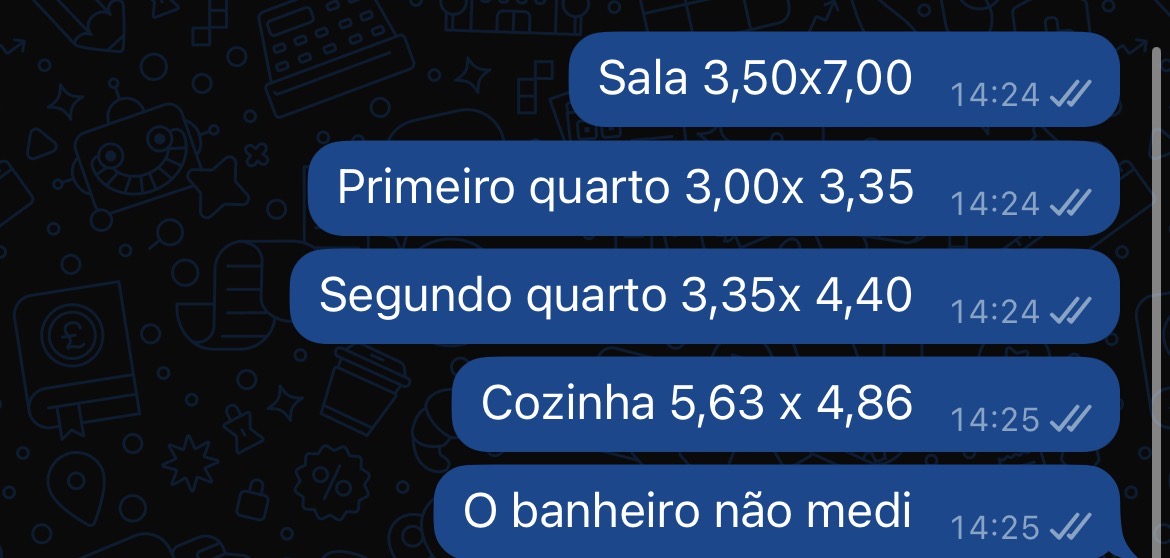 Sala 3,50x7,00 14:24
Primeiro quarto 3,00x 3,35 14:24
Segundo quarto 3,35x 4,40 14:24
Cozinha 5,63 x 4,86 14:25
O banheiro não medi 14:25